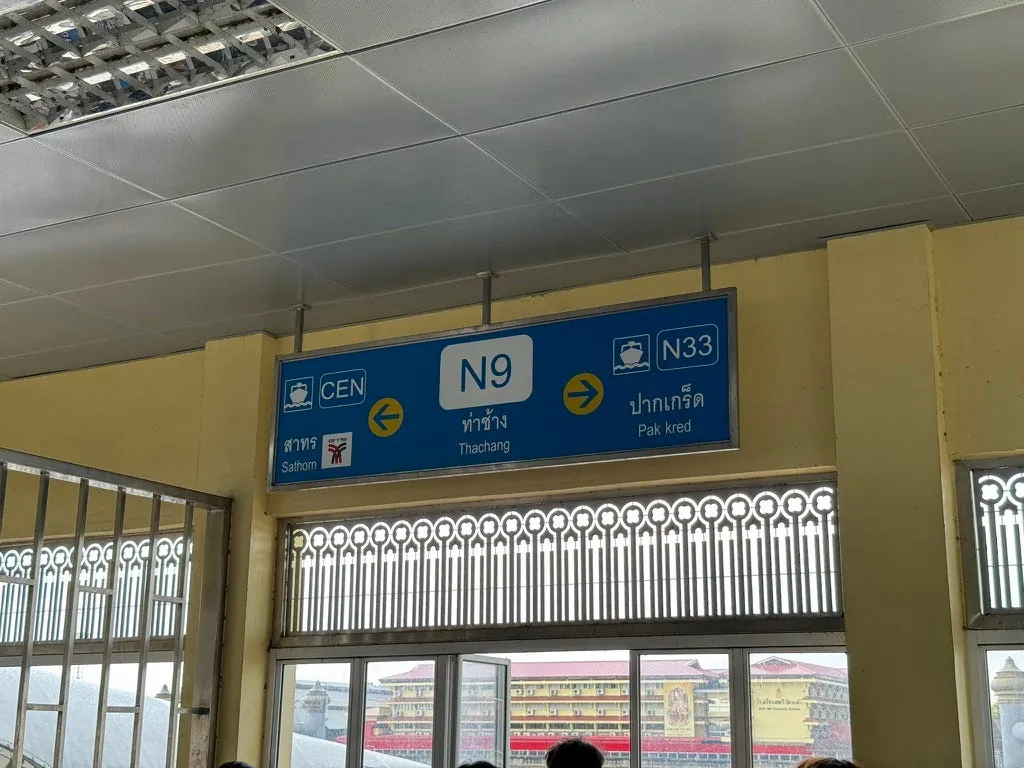 CEN
สาทร
Sathorn
N9
ท่าช้าง
Thachang
N33
ปากเกร็ด
Pak kred